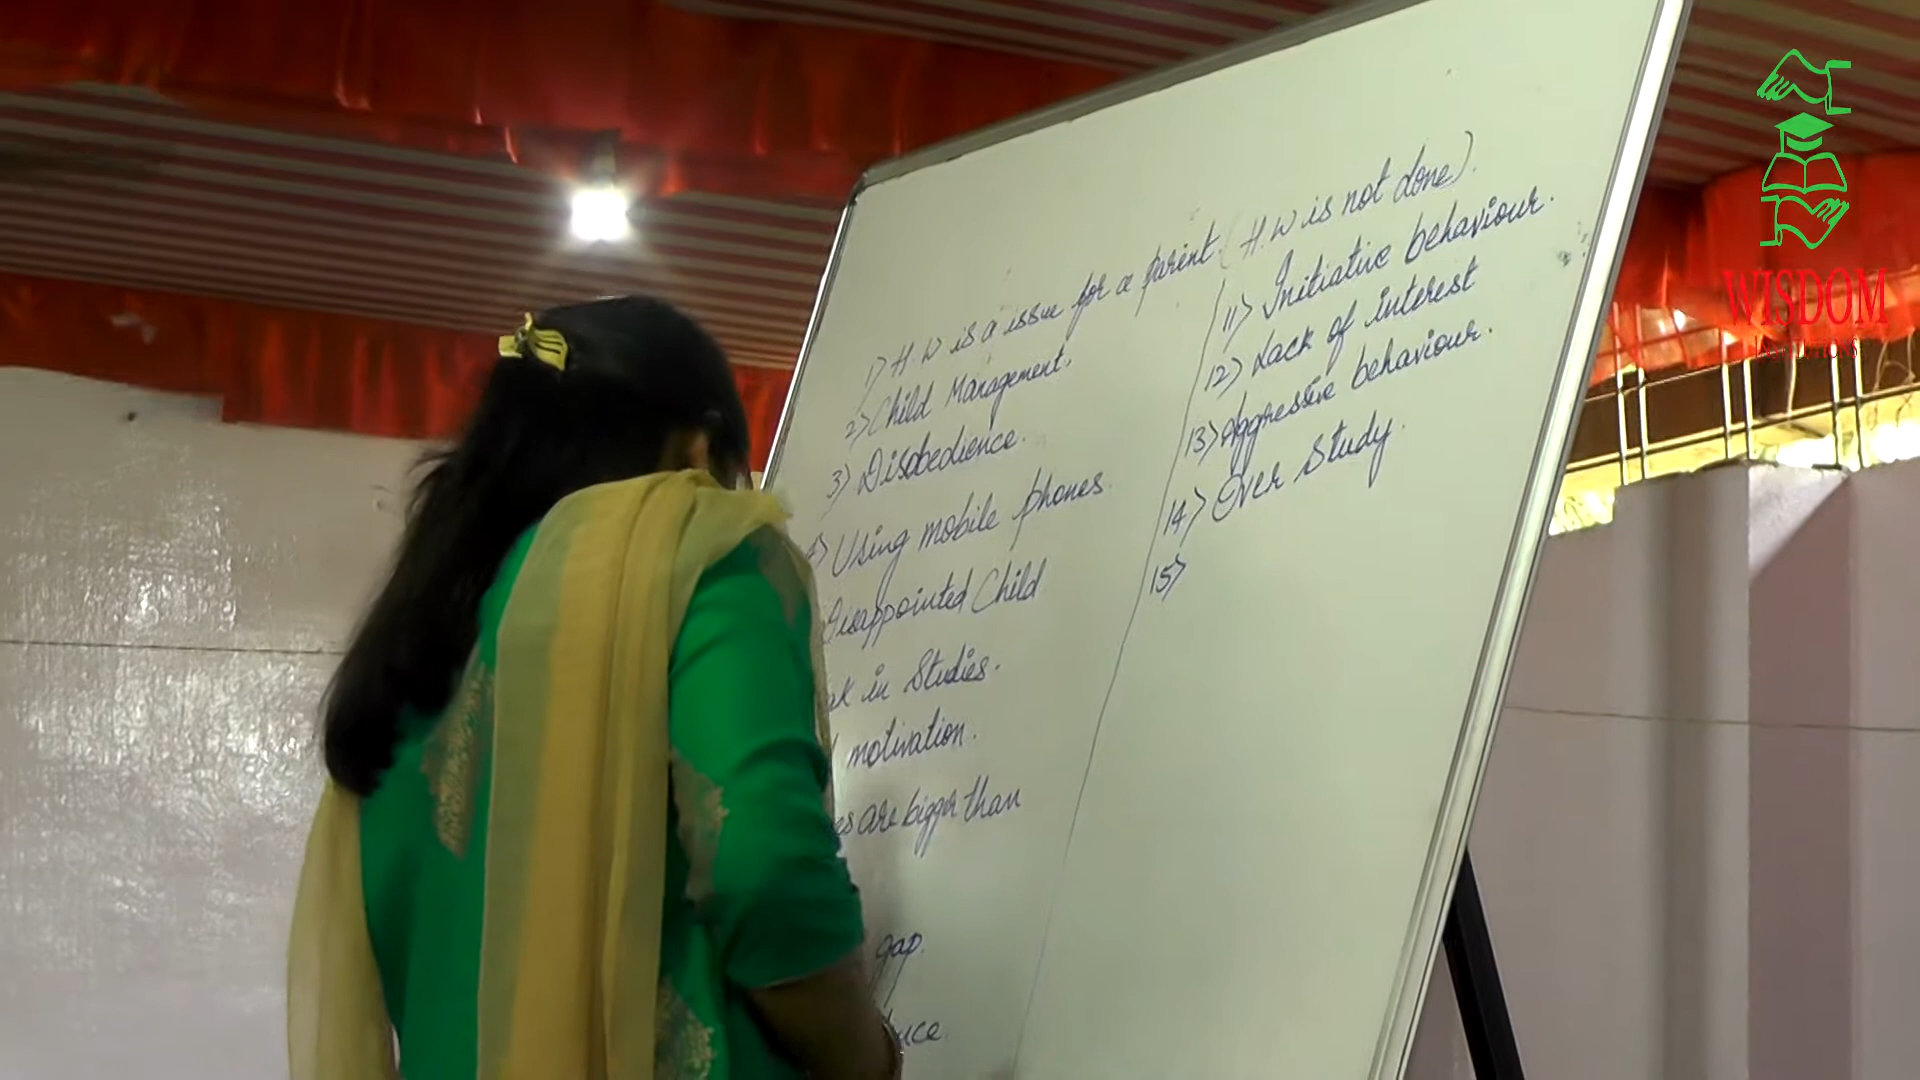 1) H.W is a issue for a parent. (H.W is not done).
2) Child Management.
3) Disobedience.
4) Using mobile phones.
Disappointed Child
in Studies.
motivation.
are bigger than
gap.
11) Initiative behaviour.
12) Lack of interest
13) Aggressive behaviour.
14) Over Study.
15)
WISDOM
INSTITUTIONS